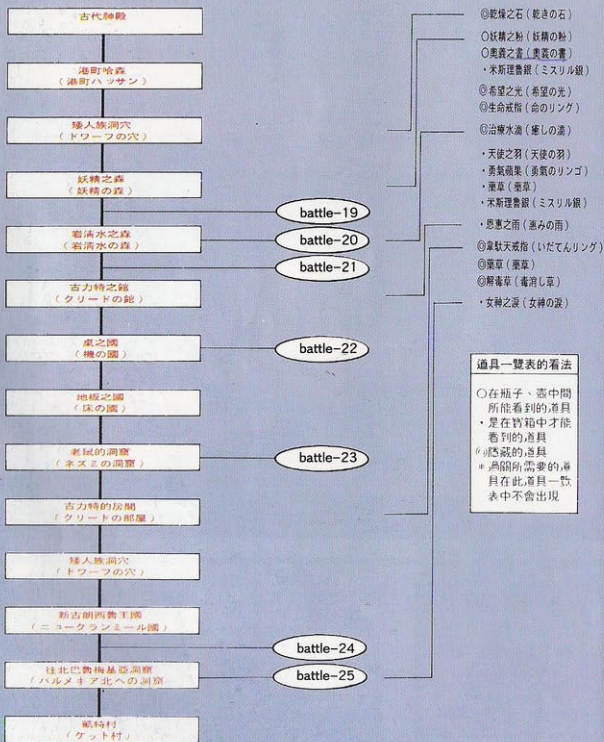 古代神殿
港町哈森
(港町ハッサン)
矮人族洞穴
(ドワーフの穴)
妖精之森
(妖精の森)
battle-19
岩清水之森
(岩清水の森)
battle-20
battle-21
古力特之館
(クリードの館)
桌之國
(機の國)
battle-22
地板之國
(床の國)
老鼠的洞窟
(ネズミの洞窟)
battle-23
古力特的房間
(クリードの部屋)
矮人族洞穴
(ドワーフの穴)
新古朗西魯王國
(ニュークランミール國)
battle-24
往北巴魯梅基亞洞窟
(パルメキア北への洞窟
battle-25
(ケット村)
◎乾燥之石(乾きの石)
○妖精之粉(妖精の粉)
○奧義之書(奧義の書)
・米斯理魯銀(ミスリル銀)
◎希望之光(希望の光)
◎生命戒指(命のリング)
◎治療水滴(癒しの滴)
・天使之羽(天使の羽)
・勇氣蘋果(勇氣のリンゴ)
・藥草(藥草)
・米斯理魯銀(ミスリル銀)
・恩惠之雨(恵みの雨)
◎韋馱天戒指(いだてんリング)
◎藥草(藥草)
◎解毒草(毒消し草)
・女神之淚(女神の淚)
道具一覽表的看法
○在瓶子、壺中間
所能看到的道具
・是在寶箱中才能
看到的道具
◎隱藏的道具
＊過關所需要的道
具在此道具一覽
表中不會出現